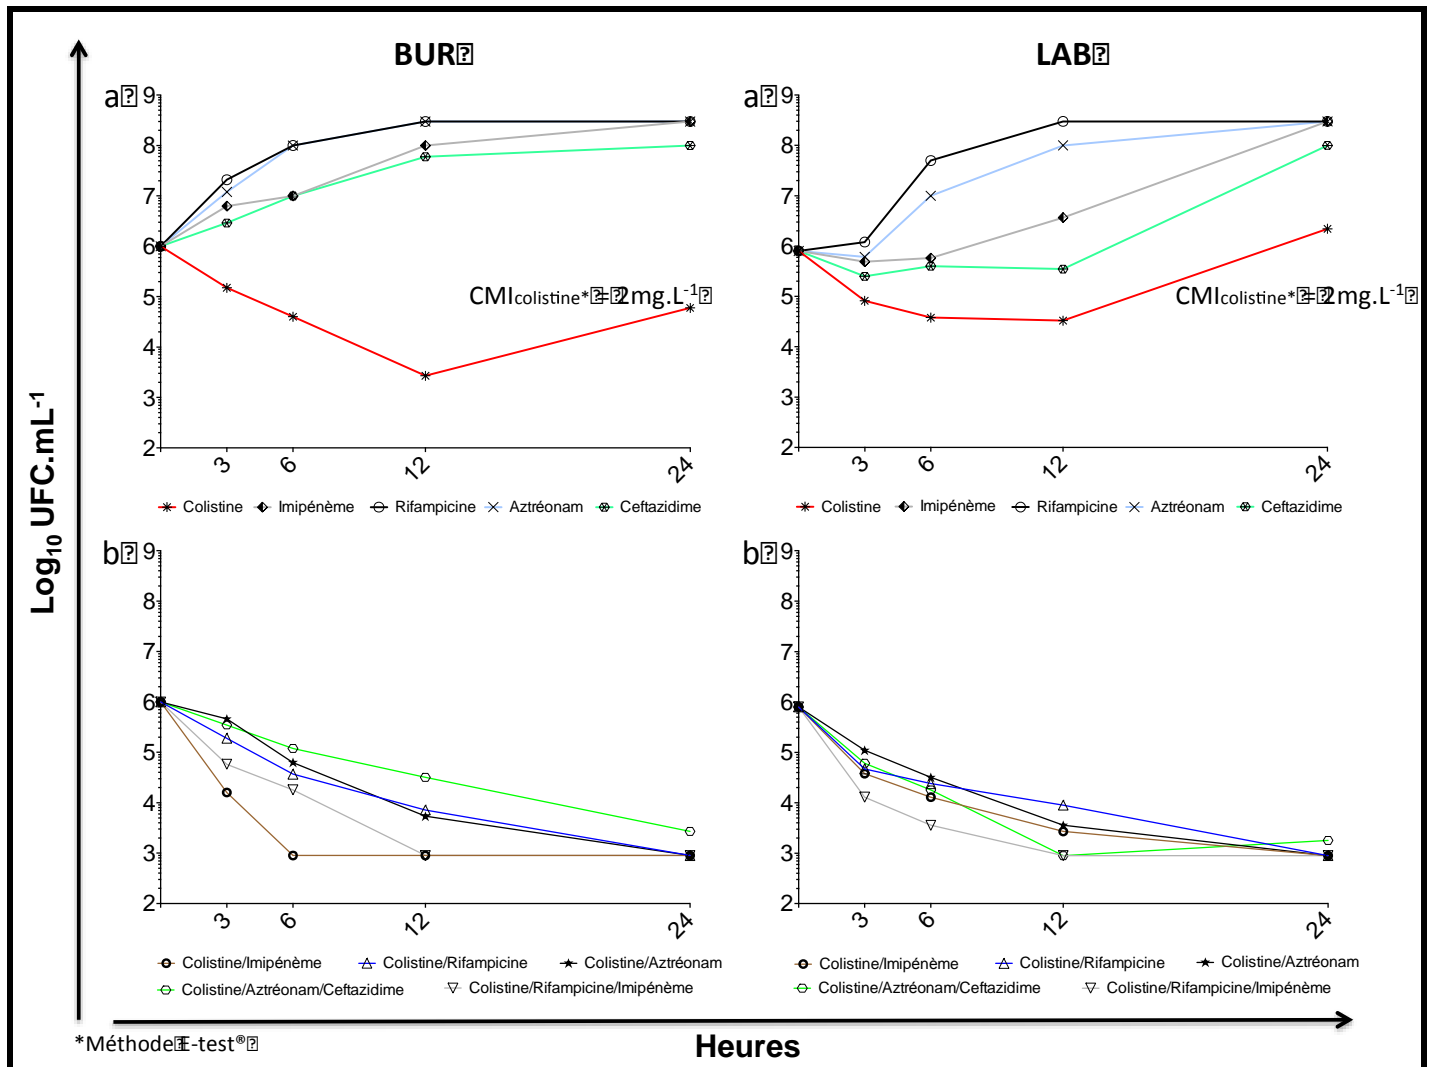 BUR
LAB
Log10 UFC.mL-1
a
9
8
7
6
5
4
3
2
CMIcolistine* = 2mg.L-1
3
6
12
24
Colistine
Imipénème
Rifampicine
Aztréonam
Ceftazidime
a
9
8
7
6
5
4
3
2
CMIcolistine* = 2mg.L-1
3
6
12
24
Colistine
Imipénème
Rifampicine
Aztréonam
Ceftazidime
b
9
8
7
6
5
4
3
2
3
6
12
24
Colistine/Imipénème
Colistine/Rifampicine
Colistine/Aztréonam
Colistine/Aztréonam/Ceftazidime
Colistine/Rifampicine/Imipénème
b
9
8
7
6
5
4
3
2
3
6
12
24
Colistine/Imipénème
Colistine/Rifampicine
Colistine/Aztréonam
Colistine/Aztréonam/Ceftazidime
Colistine/Rifampicine/Imipénème
*Méthode E-test®
Heures